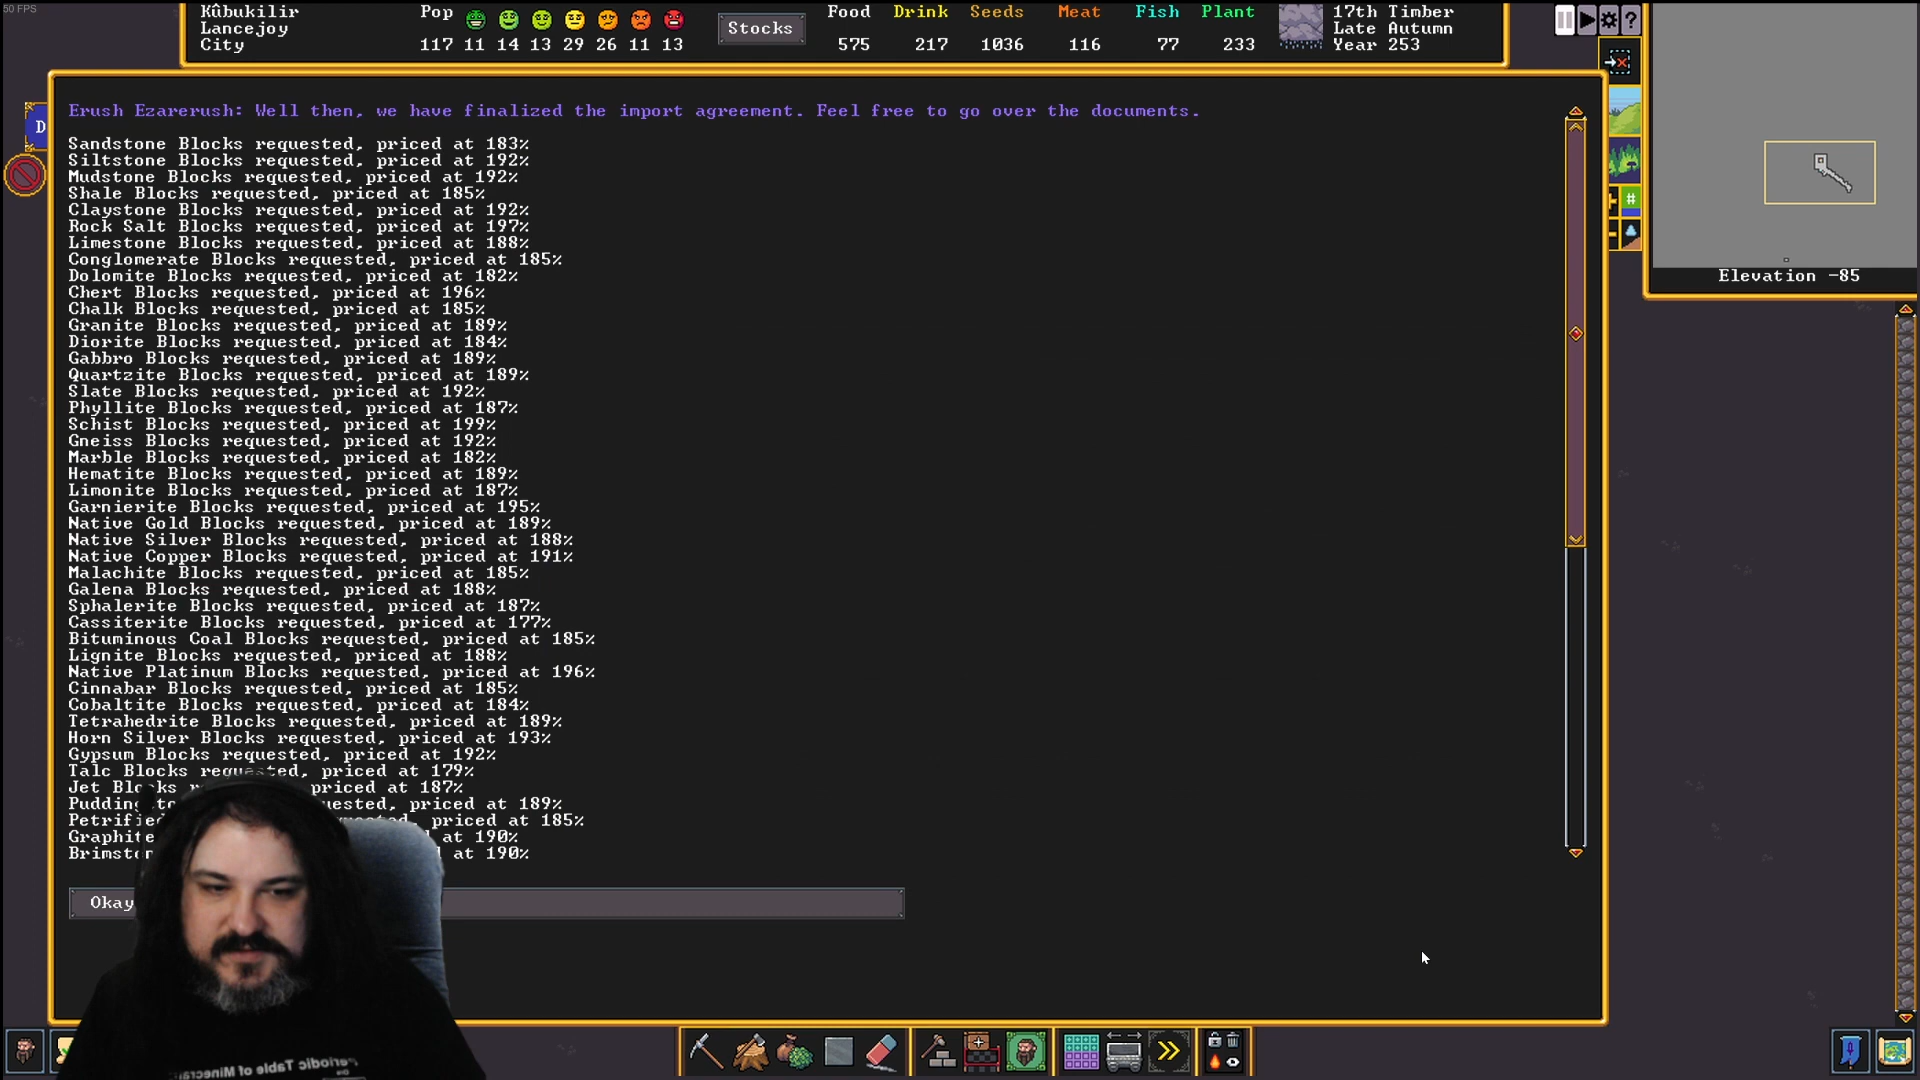 50 FPS
Kûbukilir
Lancejoy
City
Pop
117 11 14 13 29 26 11 13
Stocks
Food Drink Seeds Meat Fish Plant
575 217 1036 116 77 233
17th Timber
Late Autumn
Year 253
?
Elevation -85
D
Erush Ezarerush: Well then, we have finalized the import agreement. Feel free to go over the documents.
Sandstone Blocks requested, priced at 183%
Siltstone Blocks requested, priced at 192%
Mudstone Blocks requested, priced at 192%
Shale Blocks requested, priced at 185%
Claystone Blocks requested, priced at 192%
Rock Salt Blocks requested, priced at 197%
Limestone Blocks requested, priced at 188%
Conglomerate Blocks requested, priced at 185%
Dolomite Blocks requested, priced at 182%
Chert Blocks requested, priced at 196%
Chalk Blocks requested, priced at 185%
Granite Blocks requested, priced at 189%
Diorite Blocks requested, priced at 184%
Gabbro Blocks requested, priced at 189%
Quartzite Blocks requested, priced at 189%
Slate Blocks requested, priced at 192%
Phyllite Blocks requested, priced at 187%
Schist Blocks requested, priced at 199%
Gneiss Blocks requested, priced at 192%
Marble Blocks requested, priced at 182%
Hematite Blocks requested, priced at 189%
Limonite Blocks requested, priced at 187%
Garnierite Blocks requested, priced at 195%
Native Gold Blocks requested, priced at 189%
Native Silver Blocks requested, priced at 188%
Native Copper Blocks requested, priced at 191%
Malachite Blocks requested, priced at 185%
Galena Blocks requested, priced at 188%
Sphalerite Blocks requested, priced at 187%
Cassiterite Blocks requested, priced at 177%
Bituminous Coal Blocks requested, priced at 185%
Lignite Blocks requested, priced at 188%
Native Platinum Blocks requested, priced at 196%
Cinnabar Blocks requested, priced at 185%
Cobaltite Blocks requested, priced at 184%
Tetrahedrite Blocks requested, priced at 189%
Horn Silver Blocks requested, priced at 193%
Gypsum Blocks requested, priced at 192%
Talc Blocks requested, priced at 179%
Jet Blocks priced at 187%
priced at 189%
Petrified priced at 185%
Graphite at 190%
at 190%
Okay